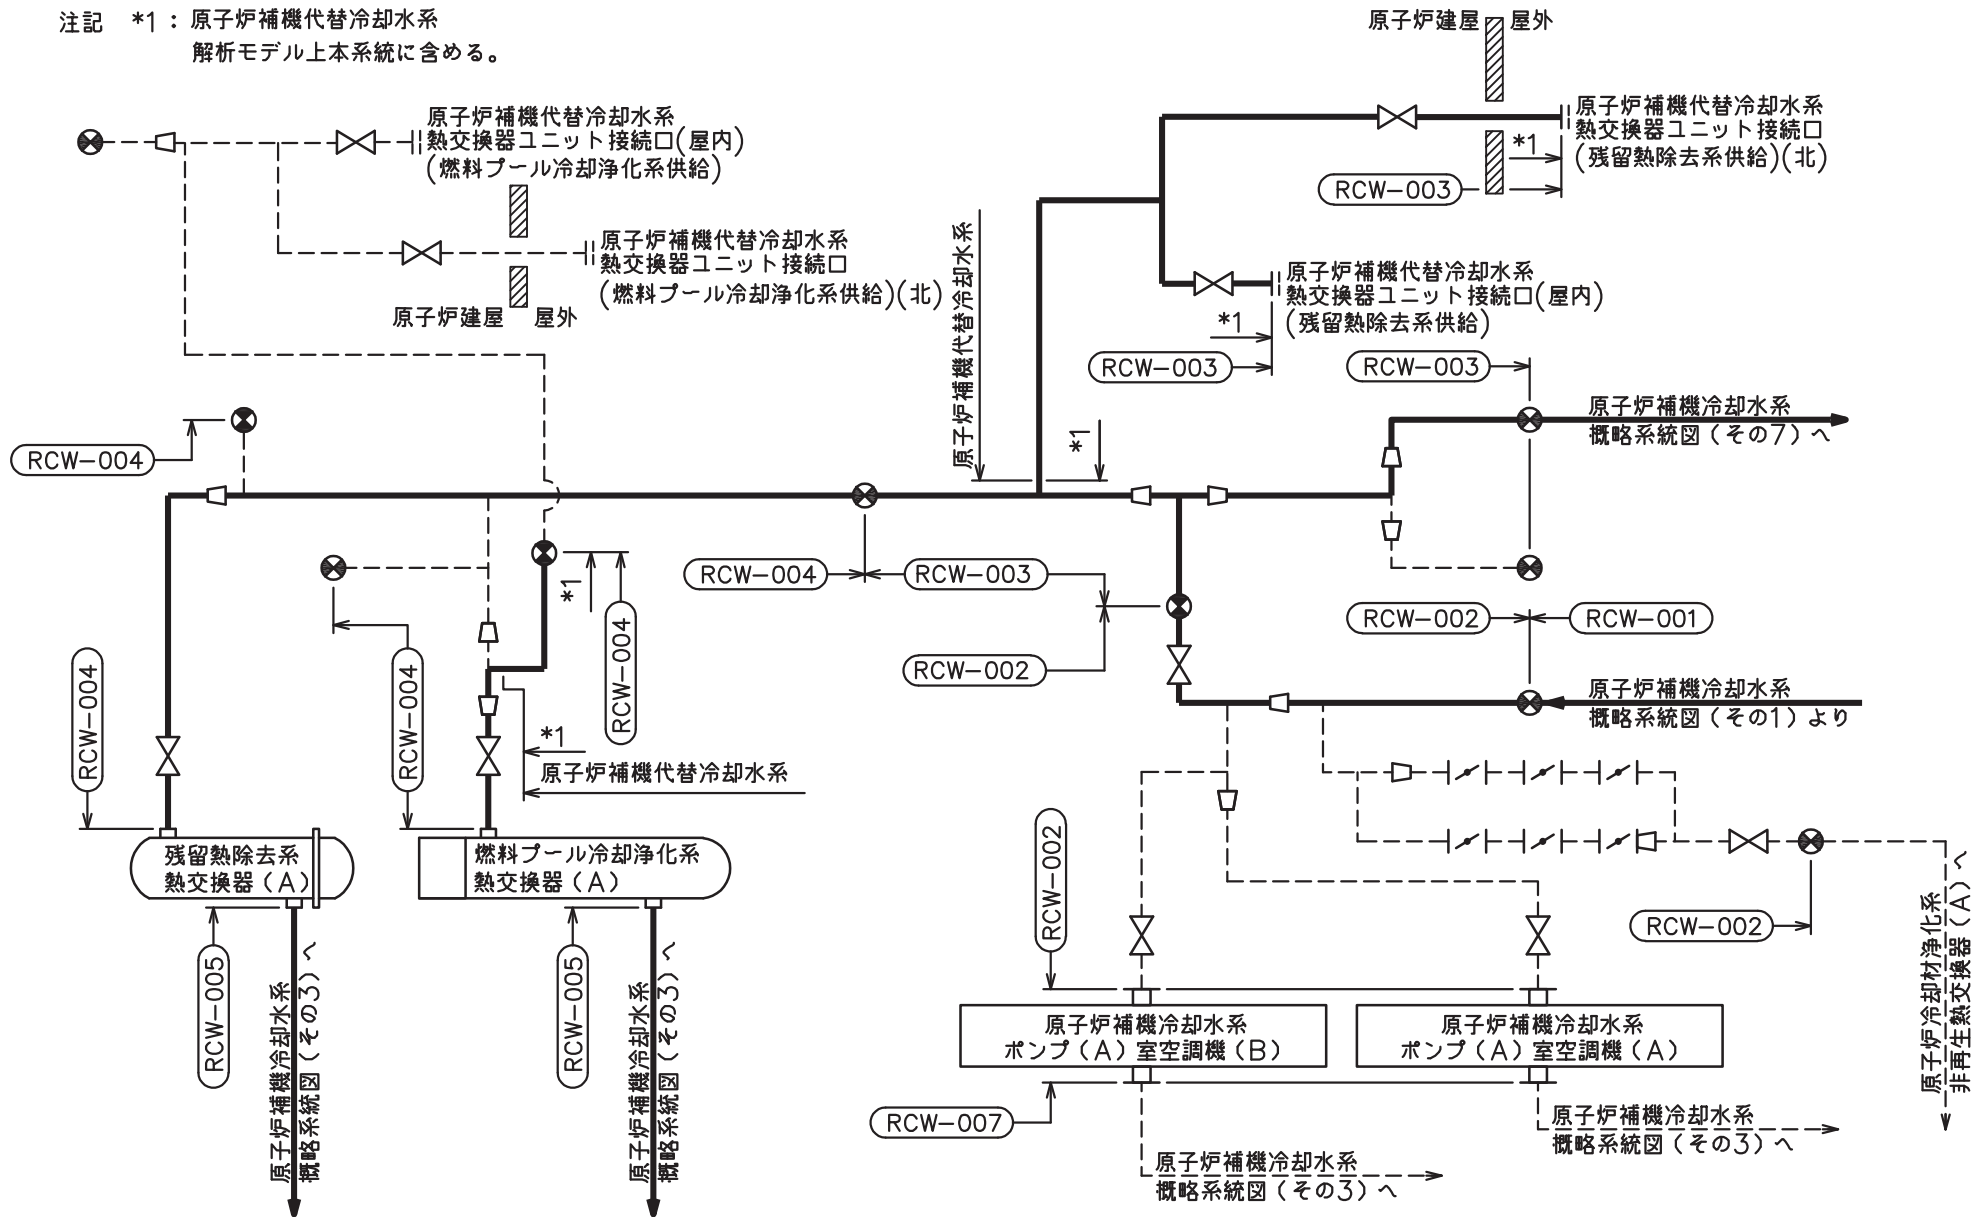 注記 *1 : 原子炉補機代替冷却水系
解析モデル上本系統に含める。
原子炉補機代替冷却水系
熱交換器ユニット接続口(屋内)
(燃料プール冷却浄化系供給)
原子炉補機代替冷却水系
熱交換器ユニット接続口
(燃料プール冷却浄化系供給)(北)
原子炉建屋 屋外
原子炉建屋 屋外
原子炉補機代替冷却水系
熱交換器ユニット接続口
(残留熱除去系供給)(北)
*1
RCW-003
原子炉補機代替冷却水系
熱交換器ユニット接続口(屋内)
(残留熱除去系供給)
*1
RCW-003
RCW-003
原子炉補機代替冷却水系
*1
原子炉補機冷却水系
概略系統図(その7)へ
RCW-004
RCW-004
RCW-003
RCW-002
RCW-002
RCW-001
*1
RCW-004
RCW-004
RCW-004
*1
原子炉補機代替冷却水系
原子炉補機冷却水系
概略系統図(その1)より
残留熱除去系
熱交換器(A)
燃料プール冷却浄化系
熱交換器(A)
RCW-005
原子炉補機冷却水系
概略系統図(その3)へ
RCW-005
原子炉補機冷却水系
概略系統図(その3)へ
RCW-002
RCW-002
原子炉冷却材浄化系
非再生熱交換器(A)へ
原子炉補機冷却水系
ポンプ(A)室空調機(B)
原子炉補機冷却水系
ポンプ(A)室空調機(A)
RCW-007
原子炉補機冷却水系
概略系統図(その3)へ
原子炉補機冷却水系
概略系統図(その3)へ